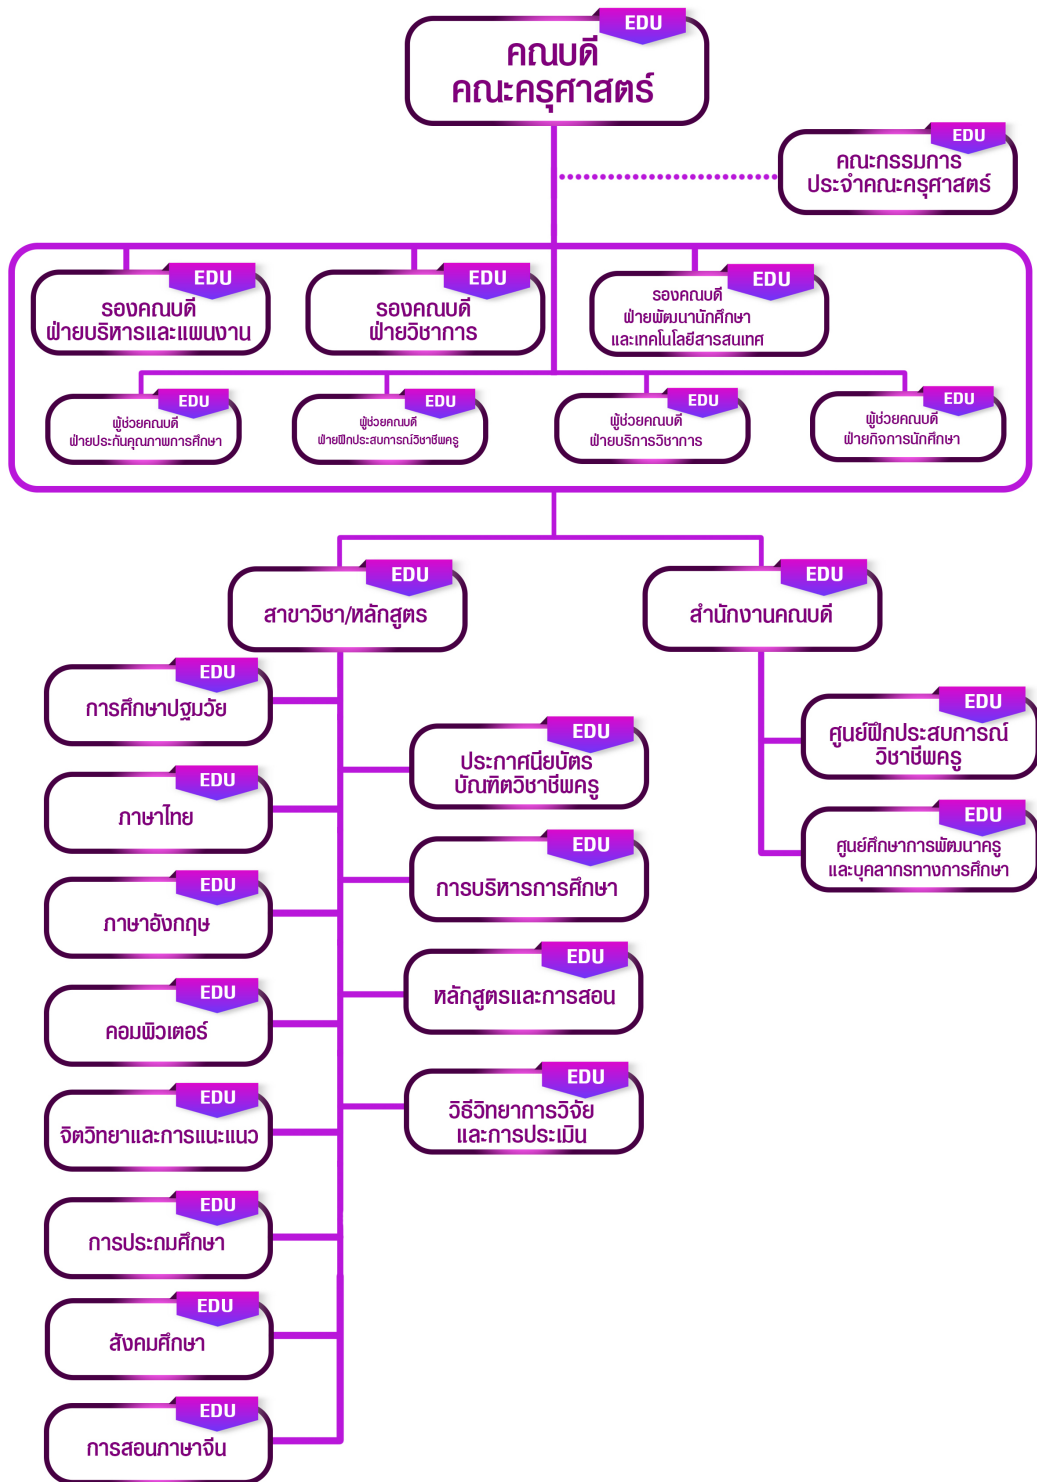 EDU
คณบดี
คณะครุศาสตร์
EDU
คณะกรรมการ
ประจำคณะครุศาสตร์
EDU
รองคณบดี
ฝ่ายบริหารและแผนงาน
EDU
รองคณบดี
ฝ่ายวิชาการ
EDU
รองคณบดี
ฝ่ายพัฒนานักศึกษา
และเทคโนโลยีสารสนเทศ
EDU
ผู้ช่วยคณบดี
ฝ่ายประกันคุณภาพการศึกษา
EDU
ผู้ช่วยคณบดี
ฝ่ายฝึกประสบการณ์วิชาชีพครู
EDU
ผู้ช่วยคณบดี
ฝ่ายบริการวิชาการ
EDU
ผู้ช่วยคณบดี
ฝ่ายกิจการนักศึกษา
EDU
สาขาวิชา/หลักสูตร
EDU
สำนักงานคณบดี
EDU
การศึกษาปฐมวัย
EDU
ภาษาไทย
EDU
ภาษาอังกฤษ
EDU
คอมพิวเตอร์
EDU
จิตวิทยาและการแนะแนว
EDU
การประถมศึกษา
EDU
สังคมศึกษา
EDU
การสอนภาษาจีน
EDU
ประกาศนียบัตร
บัณฑิตวิชาชีพครู
EDU
การบริหารการศึกษา
EDU
หลักสูตรและการสอน
EDU
วิธีวิทยาการวิจัย
และการประเมิน
EDU
ศูนย์ฝึกประสบการณ์
วิชาชีพครู
EDU
ศูนย์ศึกษาการพัฒนาครู
และบุคลากรทางการศึกษา